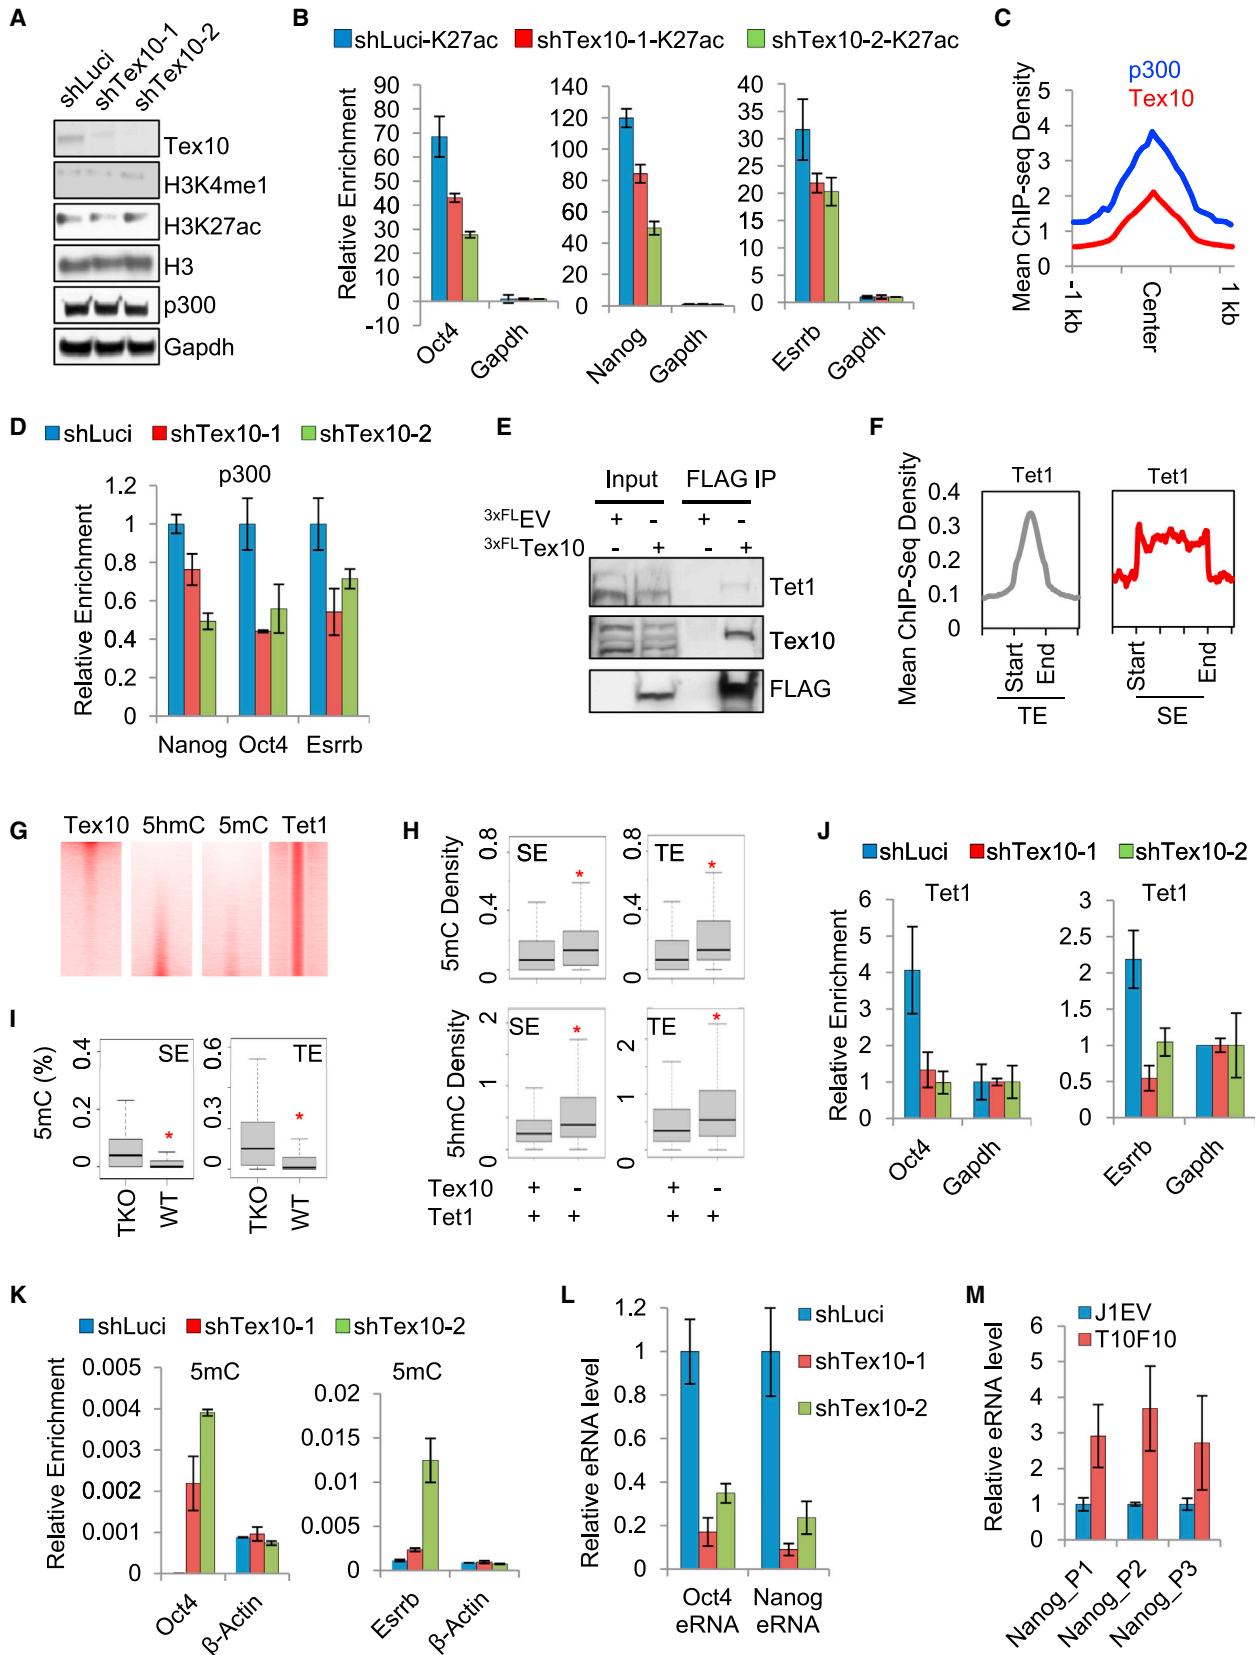 A
shLuci
shTex10-1
shTex10-2
Tex10
H3K4me1
H3K27ac
H3
p300
Gapdh
B
shLuci-K27ac shTex10-1-K27ac shTex10-2-K27ac
Relative Enrichment
90
80
70
60
50
40
30
20
10
0
-10
Oct4
Gapdh
140
120
100
80
60
40
20
0
Nanog
Gapdh
40
35
30
25
20
15
10
5
0
Esrrb
Gapdh
C
p300
Tex10
Mean ChIP-seq Density
5
4
3
2
1
0
-1 kb
Center
1 kb
D
shLuci shTex10-1 shTex10-2
p300
Relative Enrichment
1.2
1
0.8
0.6
0.4
0.2
0
Nanog Oct4 Esrrb
E
Input FLAG IP
3xFLEV + - + -
3xFLTex10 - + - +
Tet1
Tex10
FLAG
F
Tet1
Tet1
Mean ChIP-Seq Density
0.4
0.3
0.2
0.1
0
Start
End
TE
Start
End
SE
G
Tex10 5hmC 5mC Tet1
H
5mC Density
0.8
0.4
0
SE
*
0.8
0.4
0
TE
*
5hmC Density
2
1
0
SE
*
2
1
0
TE
*
Tex10 + - + -
Tet1 + + + +
I
5mC (%)
0.4
0.2
0
SE
*
TKO
WT
0.6
0.3
0
TE
*
TKO
WT
J
shLuci shTex10-1 shTex10-2
Tet1
Relative Enrichment
6
5
4
3
2
1
0
Oct4
Gapdh
Tet1
3
2.5
2
1.5
1
0.5
0
Esrrb
Gapdh
K
shLuci shTex10-1 shTex10-2
5mC
Relative Enrichment
0.005
0.004
0.003
0.002
0.001
0
Oct4
β-Actin
5mC
0.02
0.015
0.01
0.005
0
Esrrb
β-Actin
L
Relative eRNA level
1.2
1
0.8
0.6
0.4
0.2
0
shLuci
shTex10-1
shTex10-2
Oct4
eRNA
Nanog
eRNA
M
J1EV
T10F10
Relative eRNA level
6
5
4
3
2
1
0
Nanog_P1
Nanog_P2
Nanog_P3